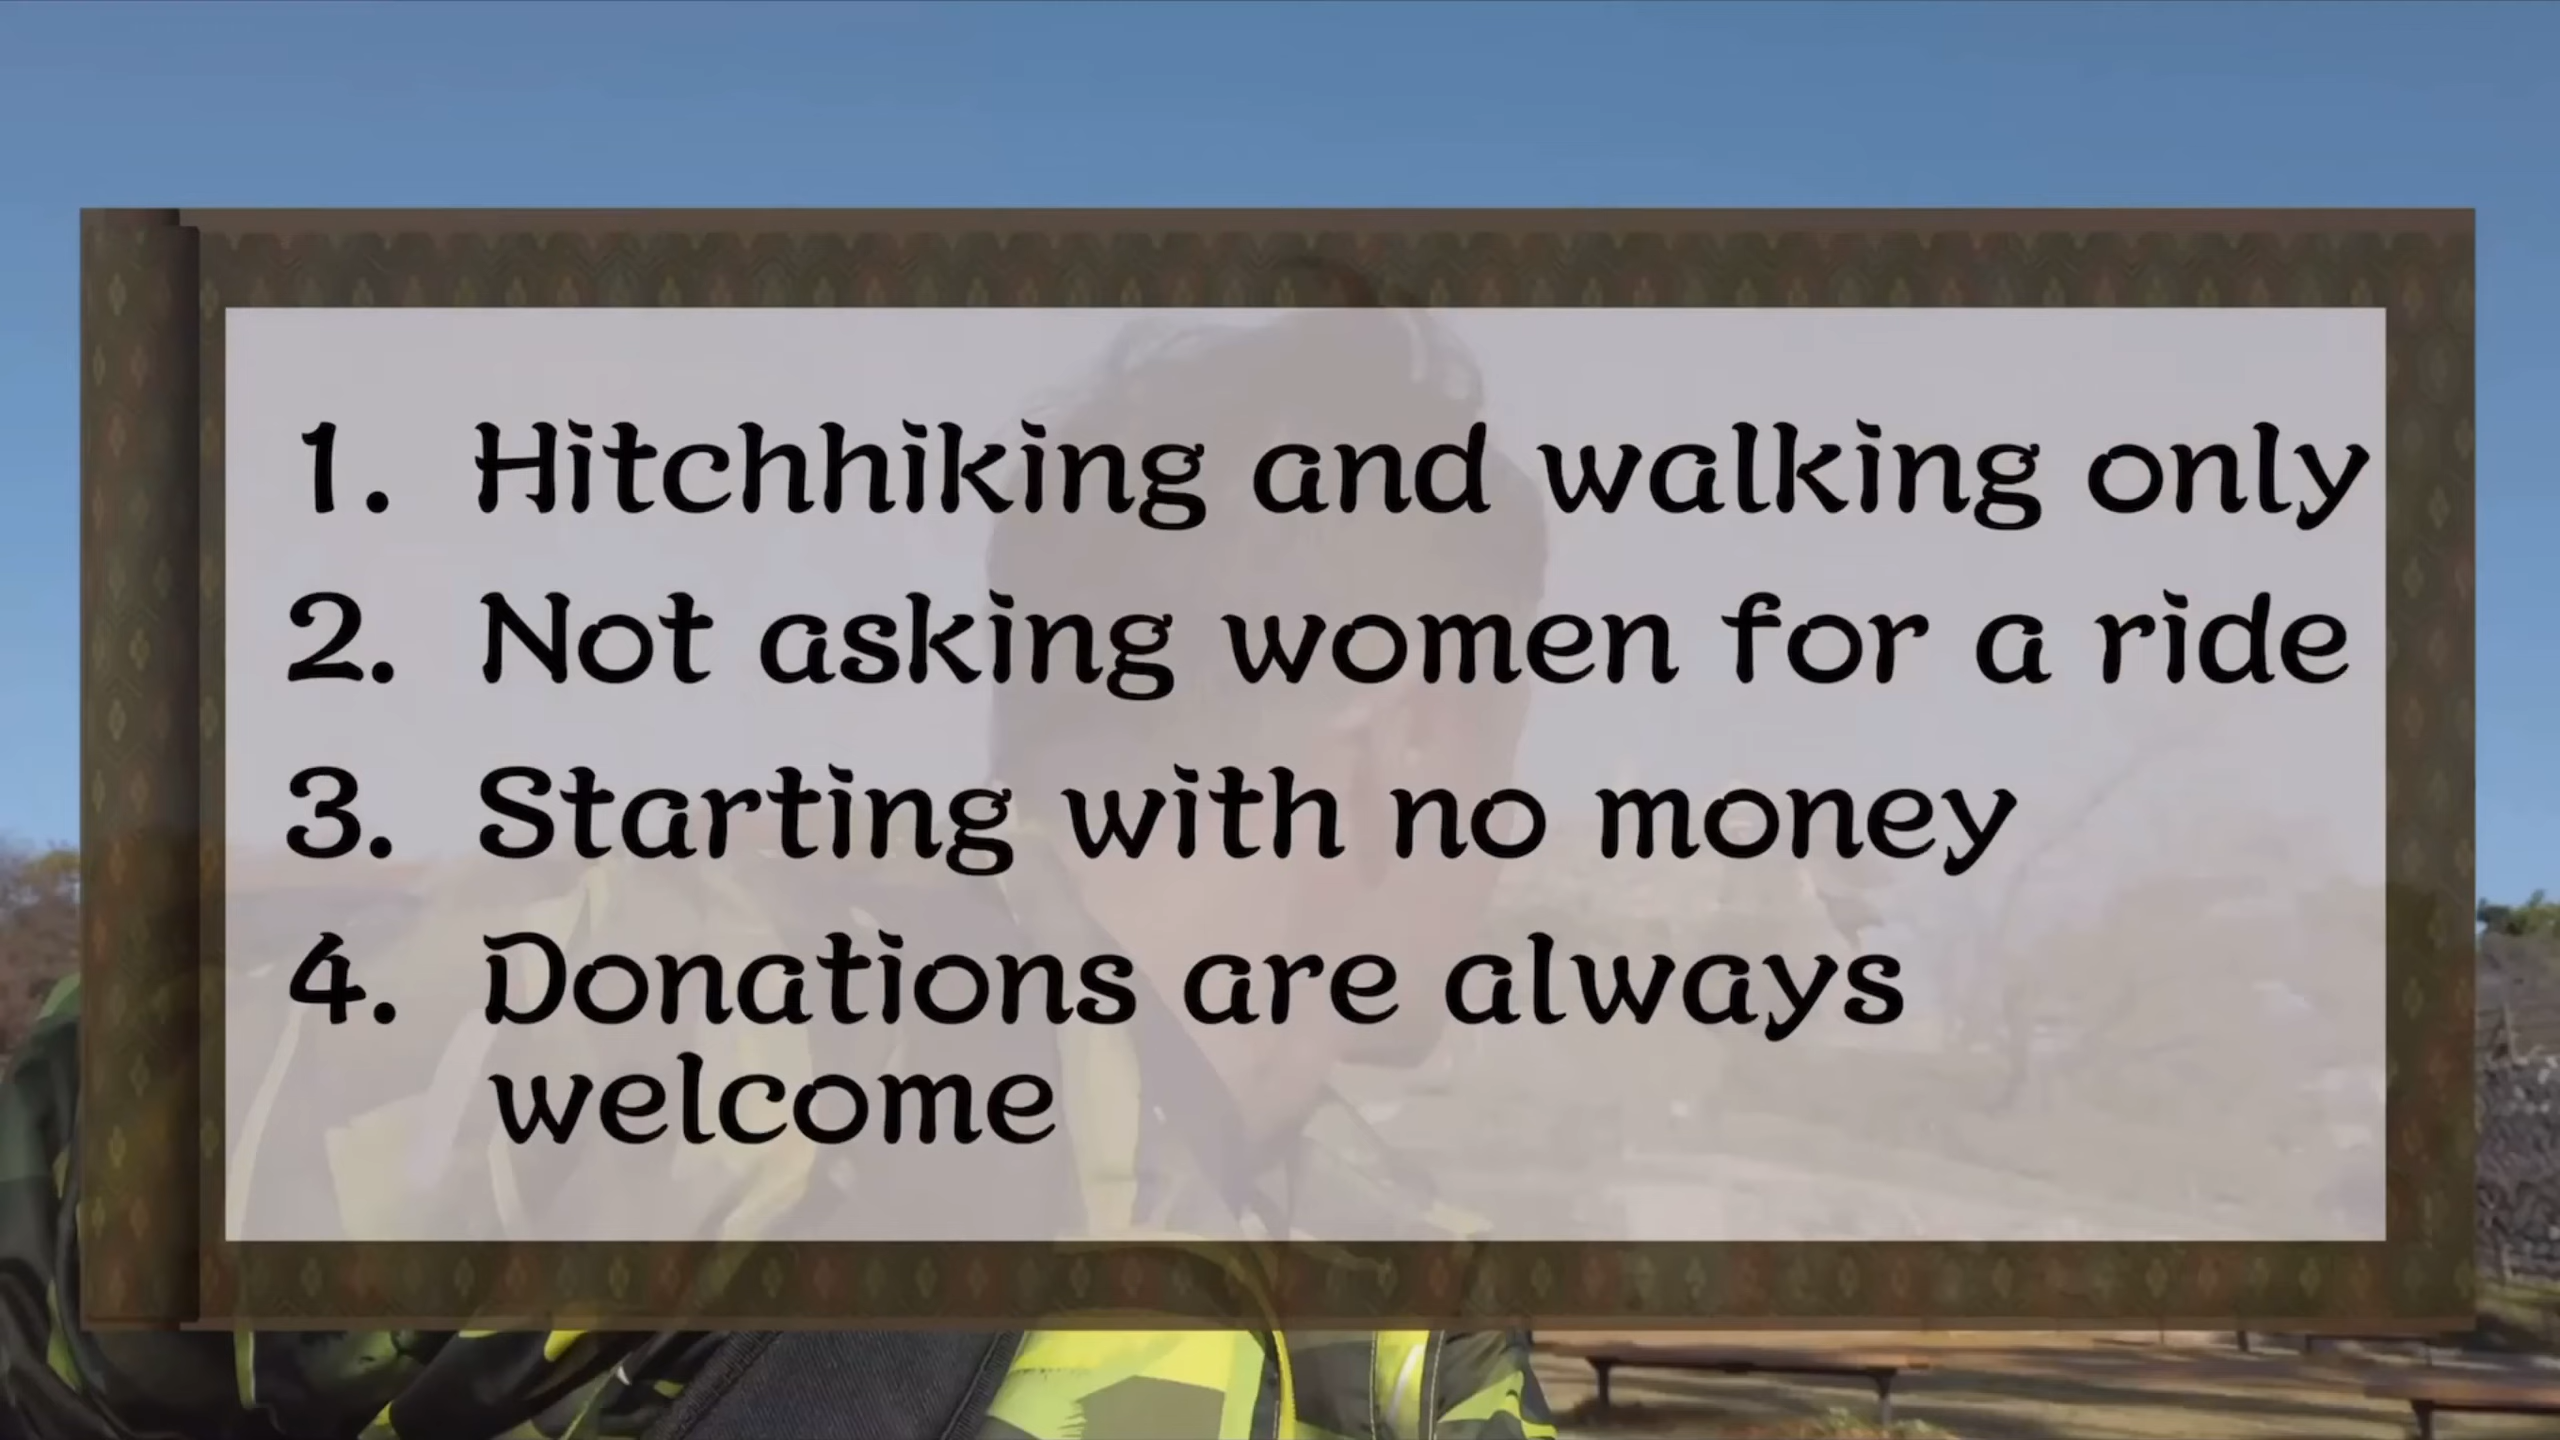 1. Hitchhiking and walking only
2. Not asking women for a ride
3. Starting with no money
4. Donations are always
welcome